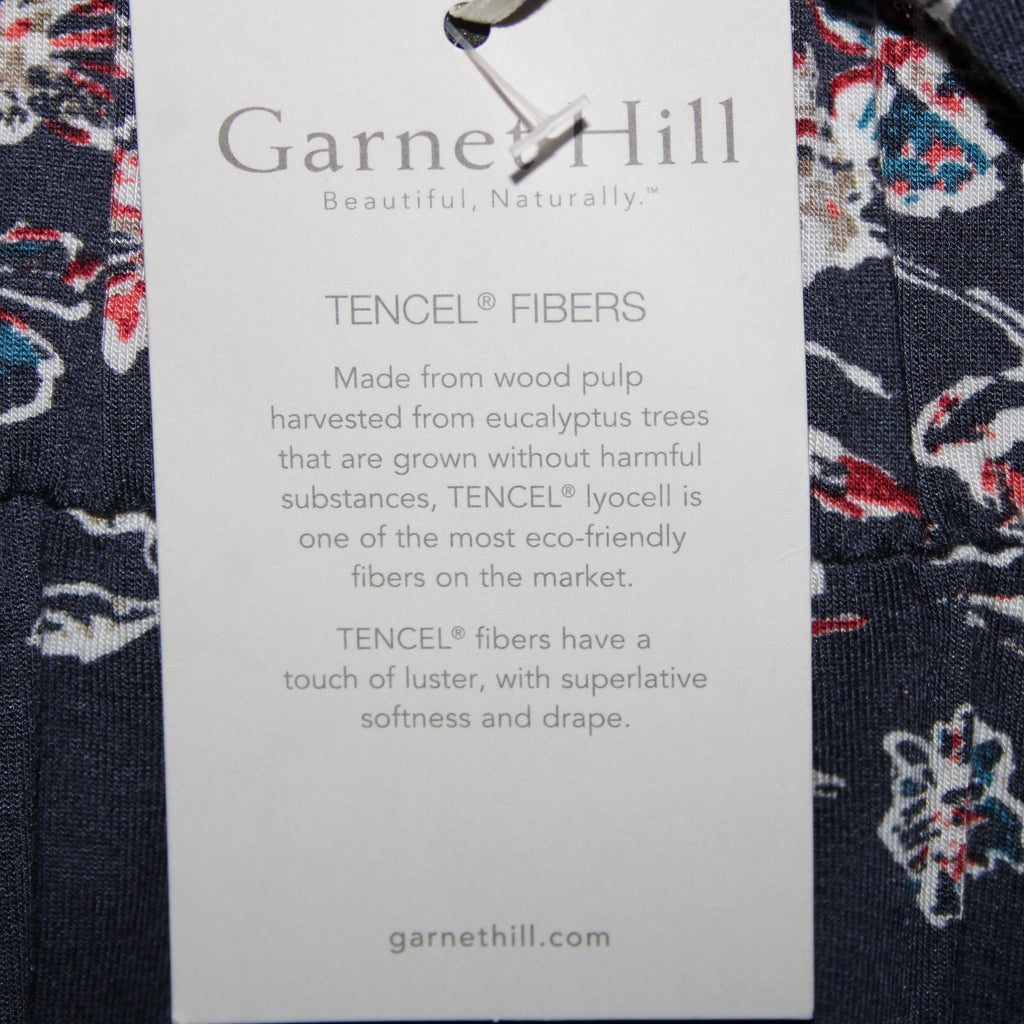 Garnet Hill
Beautiful, Naturally.™
TENCEL® FIBERS
Made from wood pulp
harvested from eucalyptus trees
that are grown without harmful
substances, TENCEL® lyocell is
one of the most eco-friendly
fibers on the market.
TENCEL® fibers have a
touch of luster, with superlative
softness and drape.
garnethill.com